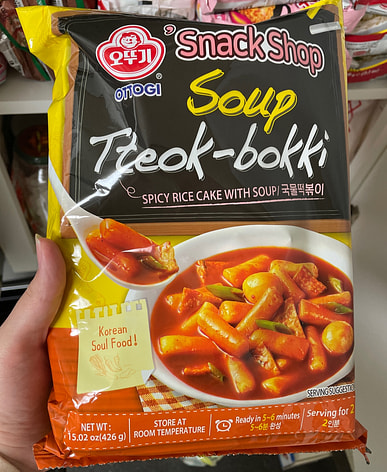 오뚜기
OTTOGI ®
'Snack Shop
Soup
Tteok-bokki
SPICY RICE CAKE WITH SOUP/국물떡볶이
Korean
Soul Food!
SERVING SUGGESTION
NET WT :
15.02 oz(426 g)
STORE AT
ROOM TEMPERATURE
Ready in 5~6 minutes
5~6분 완성
Serving for 2
2인분